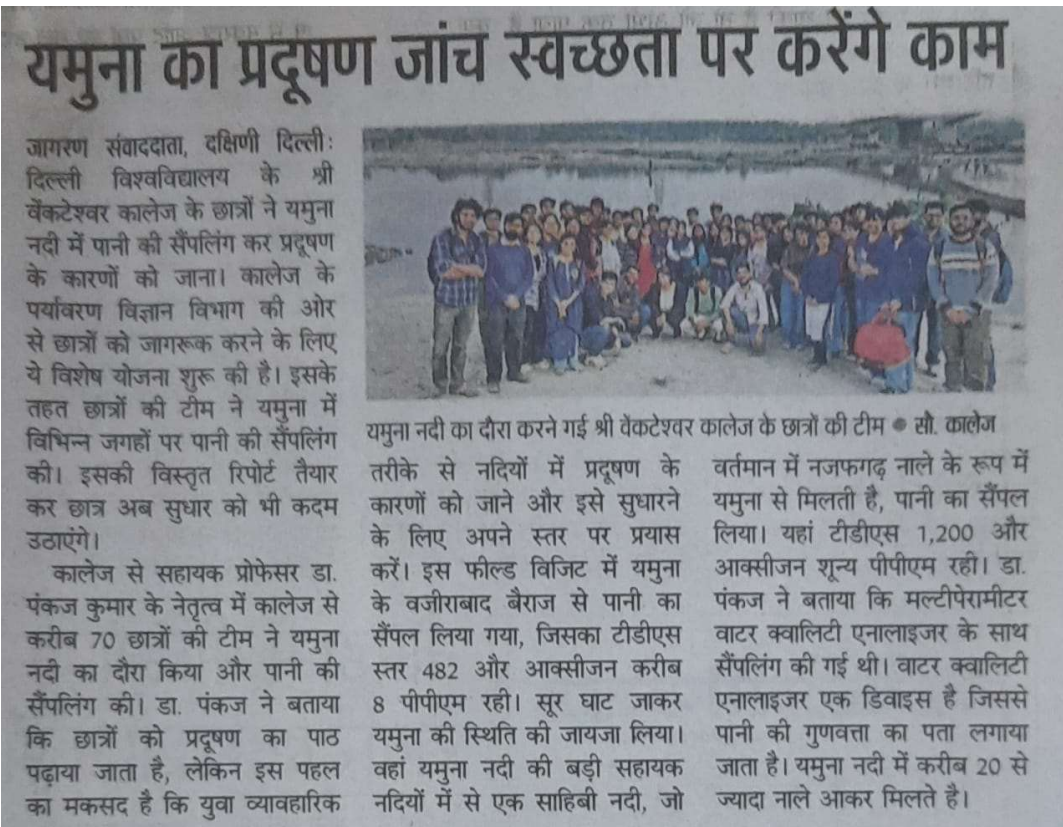 यमुना का प्रदूषण जांच स्वच्छता पर करेंगे काम
जागरण संवाददाता, दक्षिणी दिल्ली:
दिल्ली विश्वविद्यालय के श्री
वेंकटेश्वर कालेज के छात्रों ने यमुना
नदी में पानी की सैंपलिंग कर प्रदूषण
के कारणों को जाना। कालेज के
पर्यावरण विज्ञान विभाग की ओर
से छात्रों को जागरूक करने के लिए
ये विशेष योजना शुरू की है। इसके
तहत छात्रों की टीम ने यमुना में
विभिन्न जगहों पर पानी की सैंपलिंग
की। इसकी विस्तृत रिपोर्ट तैयार
कर छात्र अब सुधार को भी कदम
उठाएंगे।
कालेज से सहायक प्रोफेसर डा.
पंकज कुमार के नेतृत्व में कालेज से
करीब 70 छात्रों की टीम ने यमुना
नदी का दौरा किया और पानी की
सैंपलिंग की। डा. पंकज ने बताया
कि छात्रों को प्रदूषण का पाठ
पढ़ाया जाता है, लेकिन इस पहल
का मकसद है कि युवा व्यावहारिक
यमुना नदी का दौरा करने गई श्री वेंकटेश्वर कालेज के छात्रों की टीम ● सौ. कालेज
तरीके से नदियों में प्रदूषण के
कारणों को जाने और इसे सुधारने
के लिए अपने स्तर पर प्रयास
करें। इस फील्ड विजिट में यमुना
के वजीराबाद बैराज से पानी का
सैंपल लिया गया, जिसका टीडीएस
स्तर 482 और आक्सीजन करीब
8 पीपीएम रही। सूर घाट जाकर
यमुना की स्थिति की जायजा लिया।
वहां यमुना नदी की बड़ी सहायक
नदियों में से एक साहिबी नदी, जो
वर्तमान में नजफगढ़ नाले के रूप में
यमुना से मिलती है, पानी का सैंपल
लिया। यहां टीडीएस 1,200 और
आक्सीजन शून्य पीपीएम रही। डा.
पंकज ने बताया कि मल्टीपेरामीटर
वाटर क्वालिटी एनालाइजर के साथ
सैंपलिंग की गई थी। वाटर क्वालिटी
एनालाइजर एक डिवाइस है जिससे
पानी की गुणवत्ता का पता लगाया
जाता है। यमुना नदी में करीब 20 से
ज्यादा नाले आकर मिलते है।